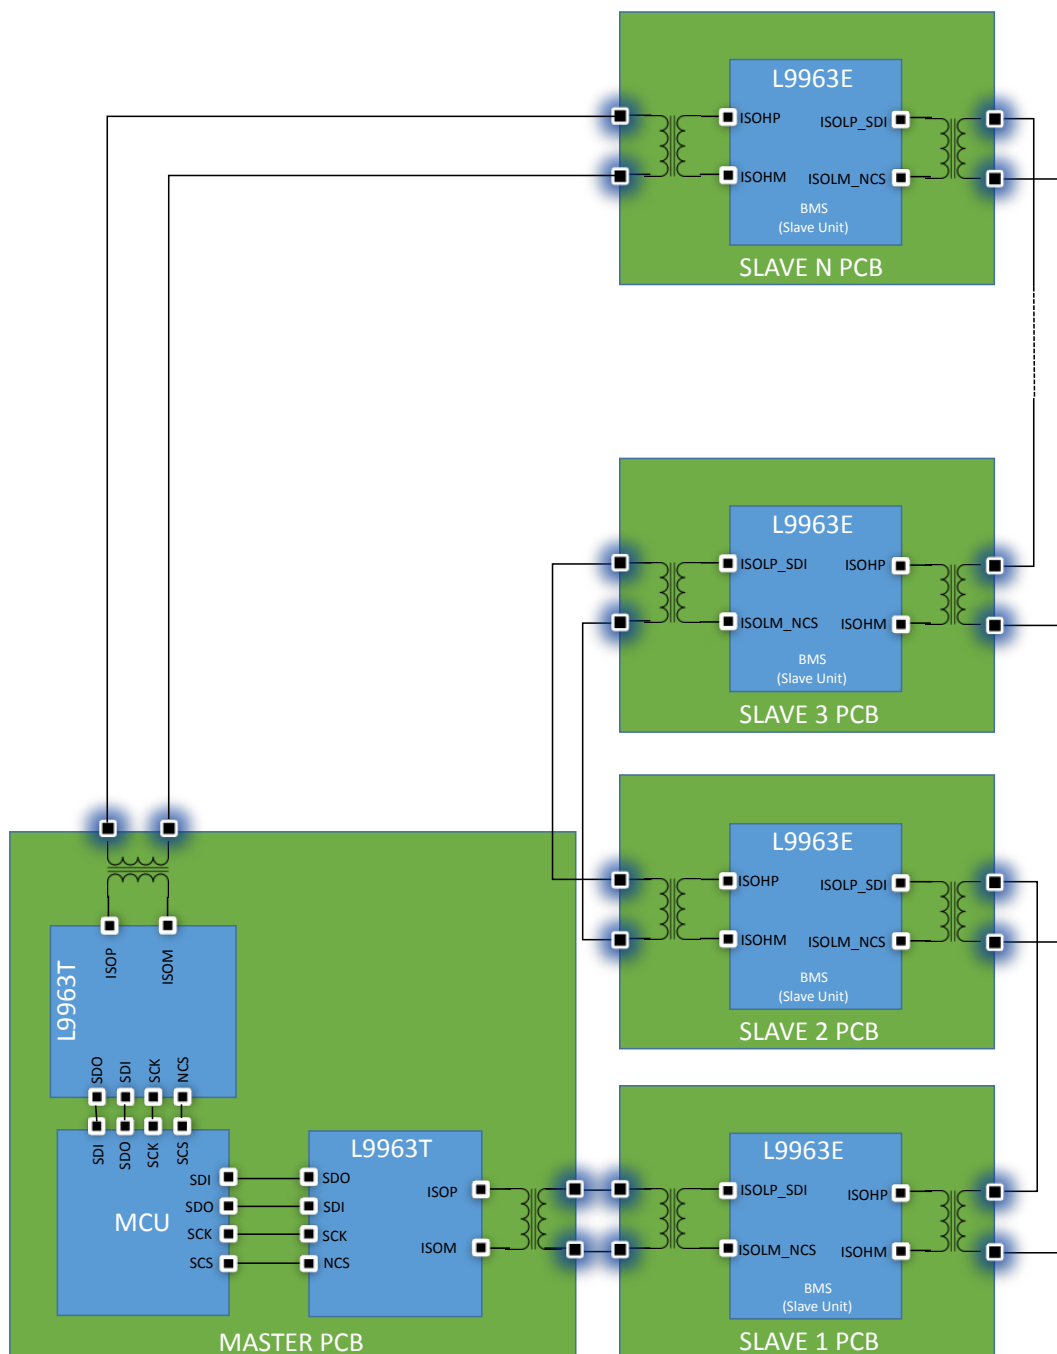 L9963E
ISOHP
ISOLP_SDI
ISOHM
ISOLM_NCS
BMS
(Slave Unit)
SLAVE N PCB
L9963E
ISOLP_SDI
ISOHP
ISOLM_NCS
ISOHM
BMS
(Slave Unit)
SLAVE 3 PCB
L9963E
ISOHP
ISOLP_SDI
ISOHM
ISOLM_NCS
BMS
(Slave Unit)
SLAVE 2 PCB
L9963E
ISOLP_SDI
ISOHP
ISOLM_NCS
ISOHM
BMS
(Slave Unit)
SLAVE 1 PCB
ISOP
ISOM
L9963T
SDO
SDI
SCK
NCS
SDI
SDO
SCK
SCS
MCU
SDI
SDO
SCK
SCS
L9963T
SDO
SDI
SCK
NCS
ISOP
ISOM
MASTER PCB